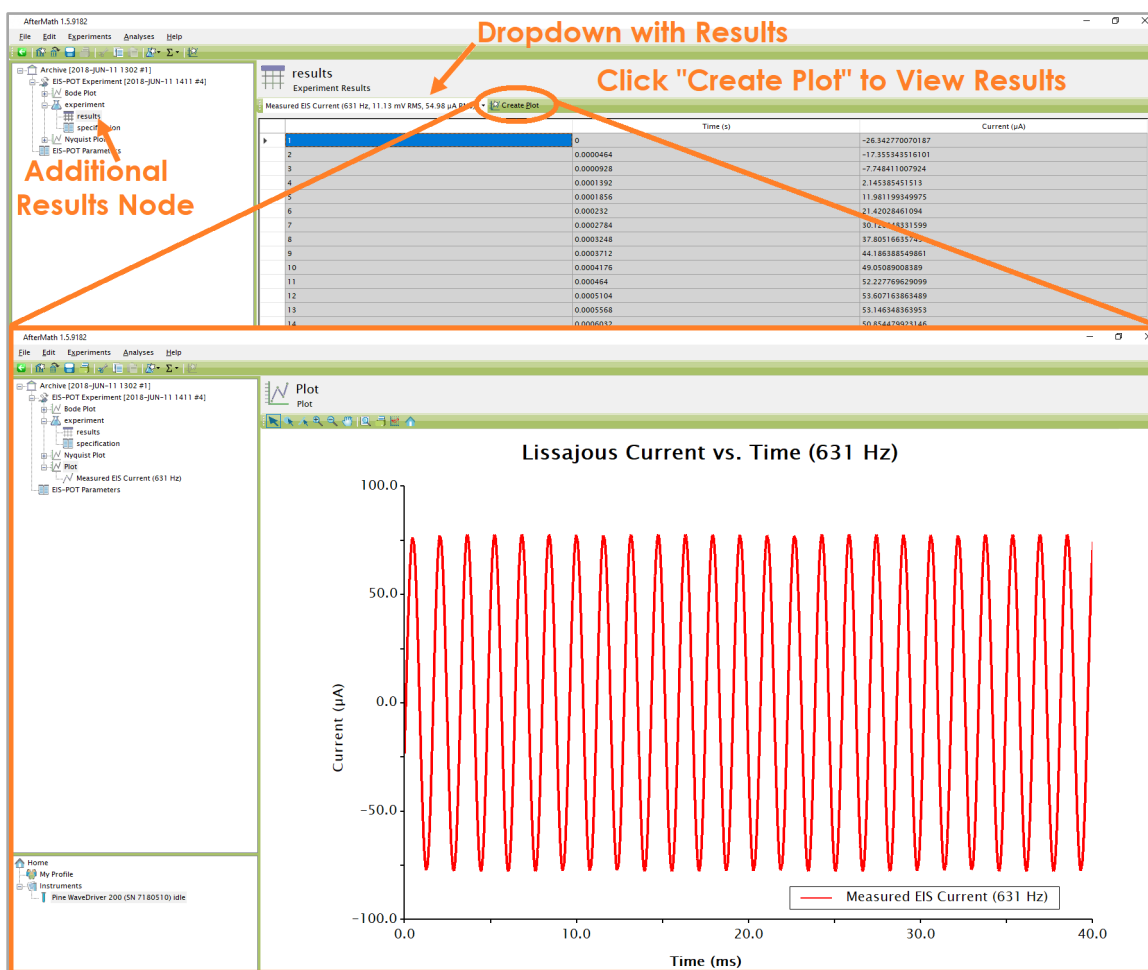 AfterMath 1.5.9182
File Edit Experiments Analyses Help
Dropdown with Results
Archive [2018-JUN-11 1302 #1]
EIS-POT Experiment [2018-JUN-11 1411 #4]
Bode Plot
experiment
results
specification
Nyquist Plot
EIS-POT Parameters
Additional
Results Node
results
Experiment Results
Click "Create Plot" to View Results
Measured EIS Current (631 Hz, 11.13 mV RMS, 54.98 µA Create Plot
Time (s) Current (µA)
1 0 -26.342770070187
2 0.0000464 -17.355343516101
3 0.0000928 -7.748411007924
4 0.0001392 2.145385451513
5 0.0001856 11.981199349975
6 0.000232 21.42028461094
7 0.0002784
8 0.0003248
9 0.0003712 44.186388549861
10 0.0004176 49.05089008389
11 0.000464 52.227769629099
12 0.0005104 53.607163863489
13 0.0005568 53.146348363953
14 0.0006032 50.854479923146
AfterMath 1.5.9182
File Edit Experiments Analyses Help
Archive [2018-JUN-11 1302 #1]
EIS-POT Experiment [2018-JUN-11 1411 #4]
Bode Plot
experiment
results
specification
Nyquist Plot
Plot
Measured EIS Current (631 Hz)
EIS-POT Parameters
Plot
Plot
Lissajous Current vs. Time (631 Hz)
100.0
50.0
0.0
-50.0
-100.0
Current (µA)
Measured EIS Current (631 Hz)
0.0 10.0 20.0 30.0 40.0
Time (ms)
Home
My Profile
Instruments
Pine WaveDriver 200 (SN 7180510) idle